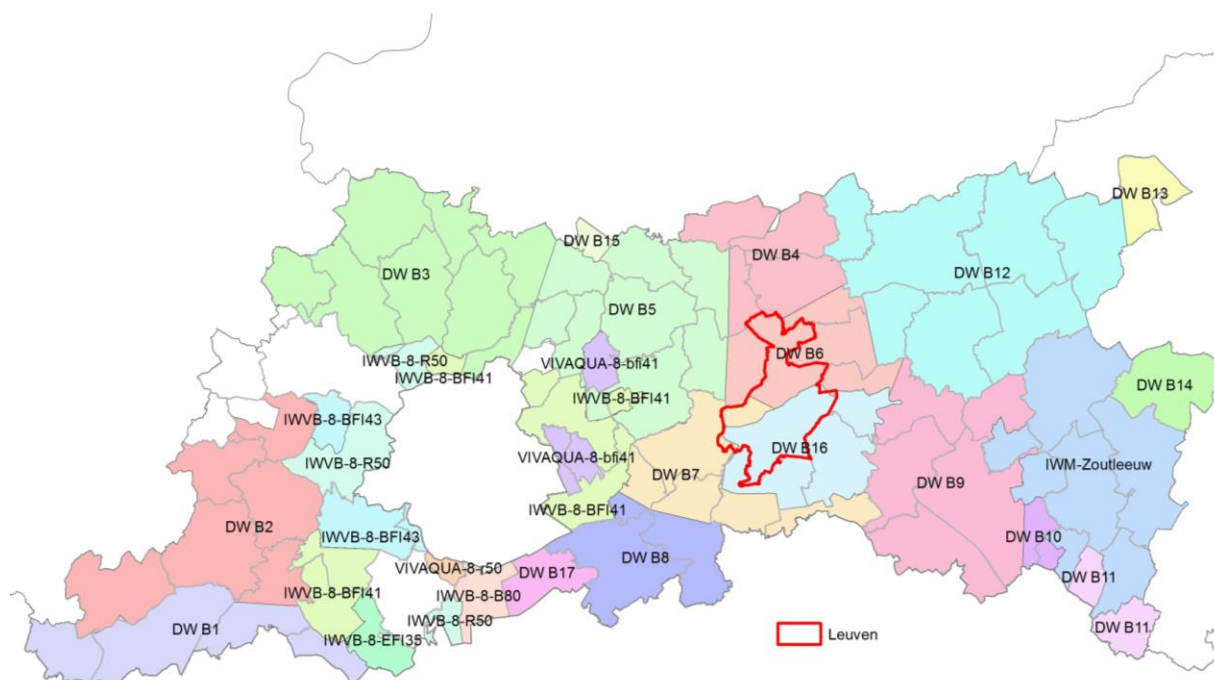 DW B13
DW B15
DW B4
DW B3
DW B12
DW B5
DW B6
IWVB-8-R50
VIVAQUA-8-bfi41
IWVB-8-BFI41
DW B14
IWVB-8-BFI41
IWVB-8-BFI43
DW B16
VIVAQUA-8-bfi41
IWVB-8-R50
IWM-Zoutleeuw
DW B7
DW B9
IWVB-8-BFI41
DW B2
IWVB-8-BFI43
DW B10
DW B8
VIVAQUA-8-r50
DW B17
DW B11
IWVB-8-BFI41
IWVB-8-B80
IWVB-8-R50
DW B11
DW B1
IWVB-8-EFI35
Leuven